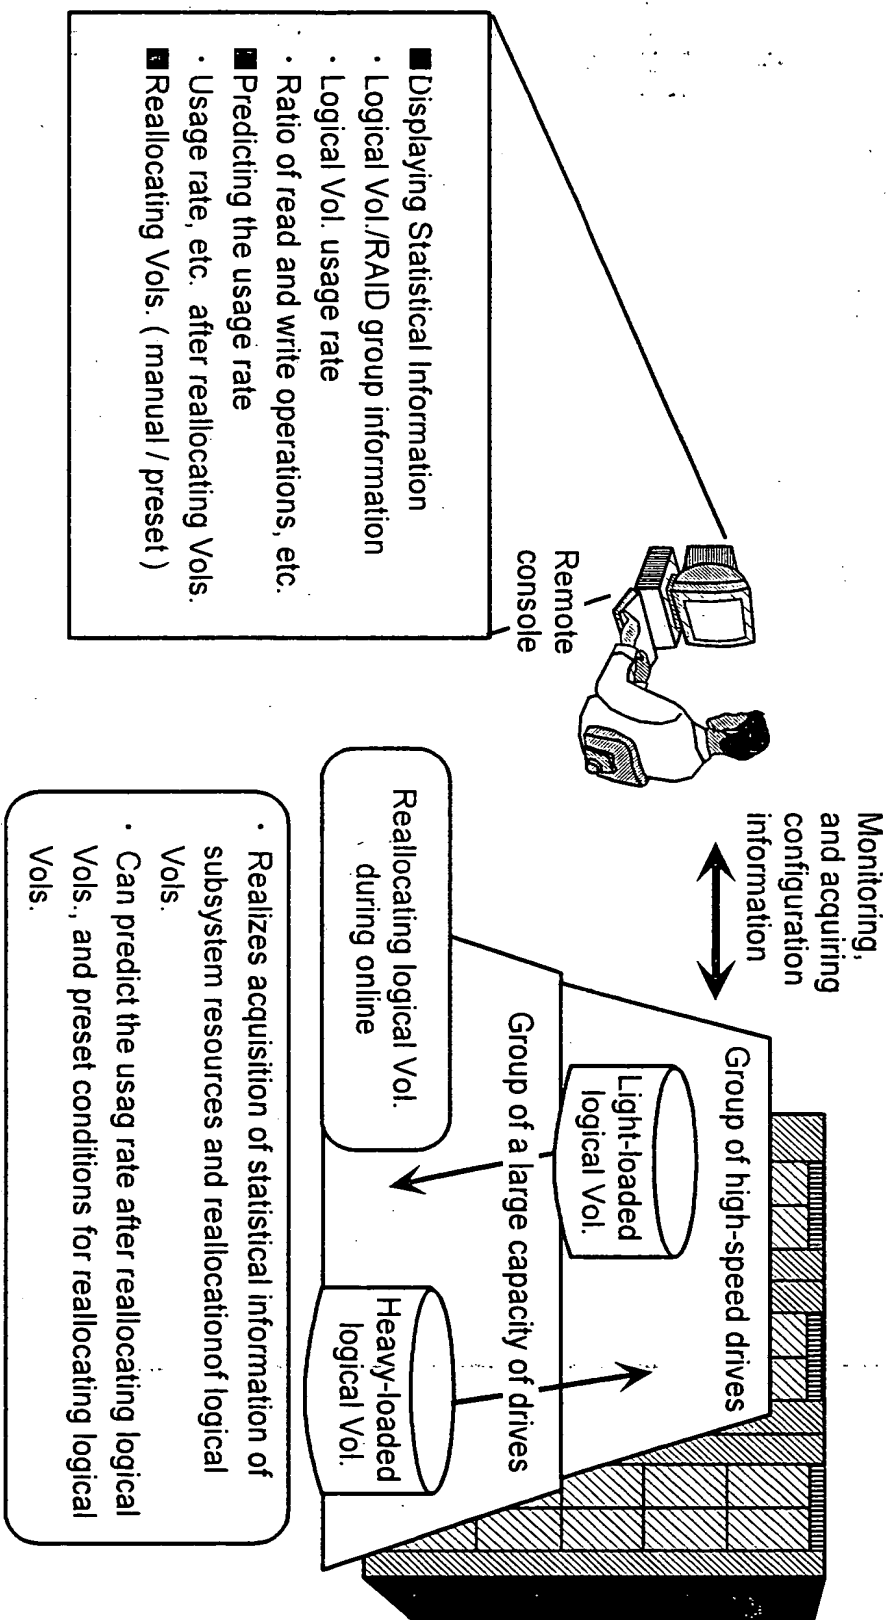 ■ Displaying Statistical Information
・ Logical Vol./RAID group information
・ Logical Vol. usage rate
・ Ratio of read and write operations, etc.
■ Predicting the usage rate
・ Usage rate, etc. after reallocating Vols.
■ Reallocating Vols. ( manual / preset )
Remote
console
Monitoring,
and acquiring
configuration
information
Group of high-speed drives
Light-loaded
logical Vol.
Group of a large capacity of drives
Heavy-loaded
logical Vol.
Reallocating logical Vol.
during online
・ Realizes acquisition of statistical information of
subsystem resources and reallocationof logical
Vols.
・ Can predict the usag rate after reallocating logical
Vols., and preset conditions for reallocating logical
Vols.